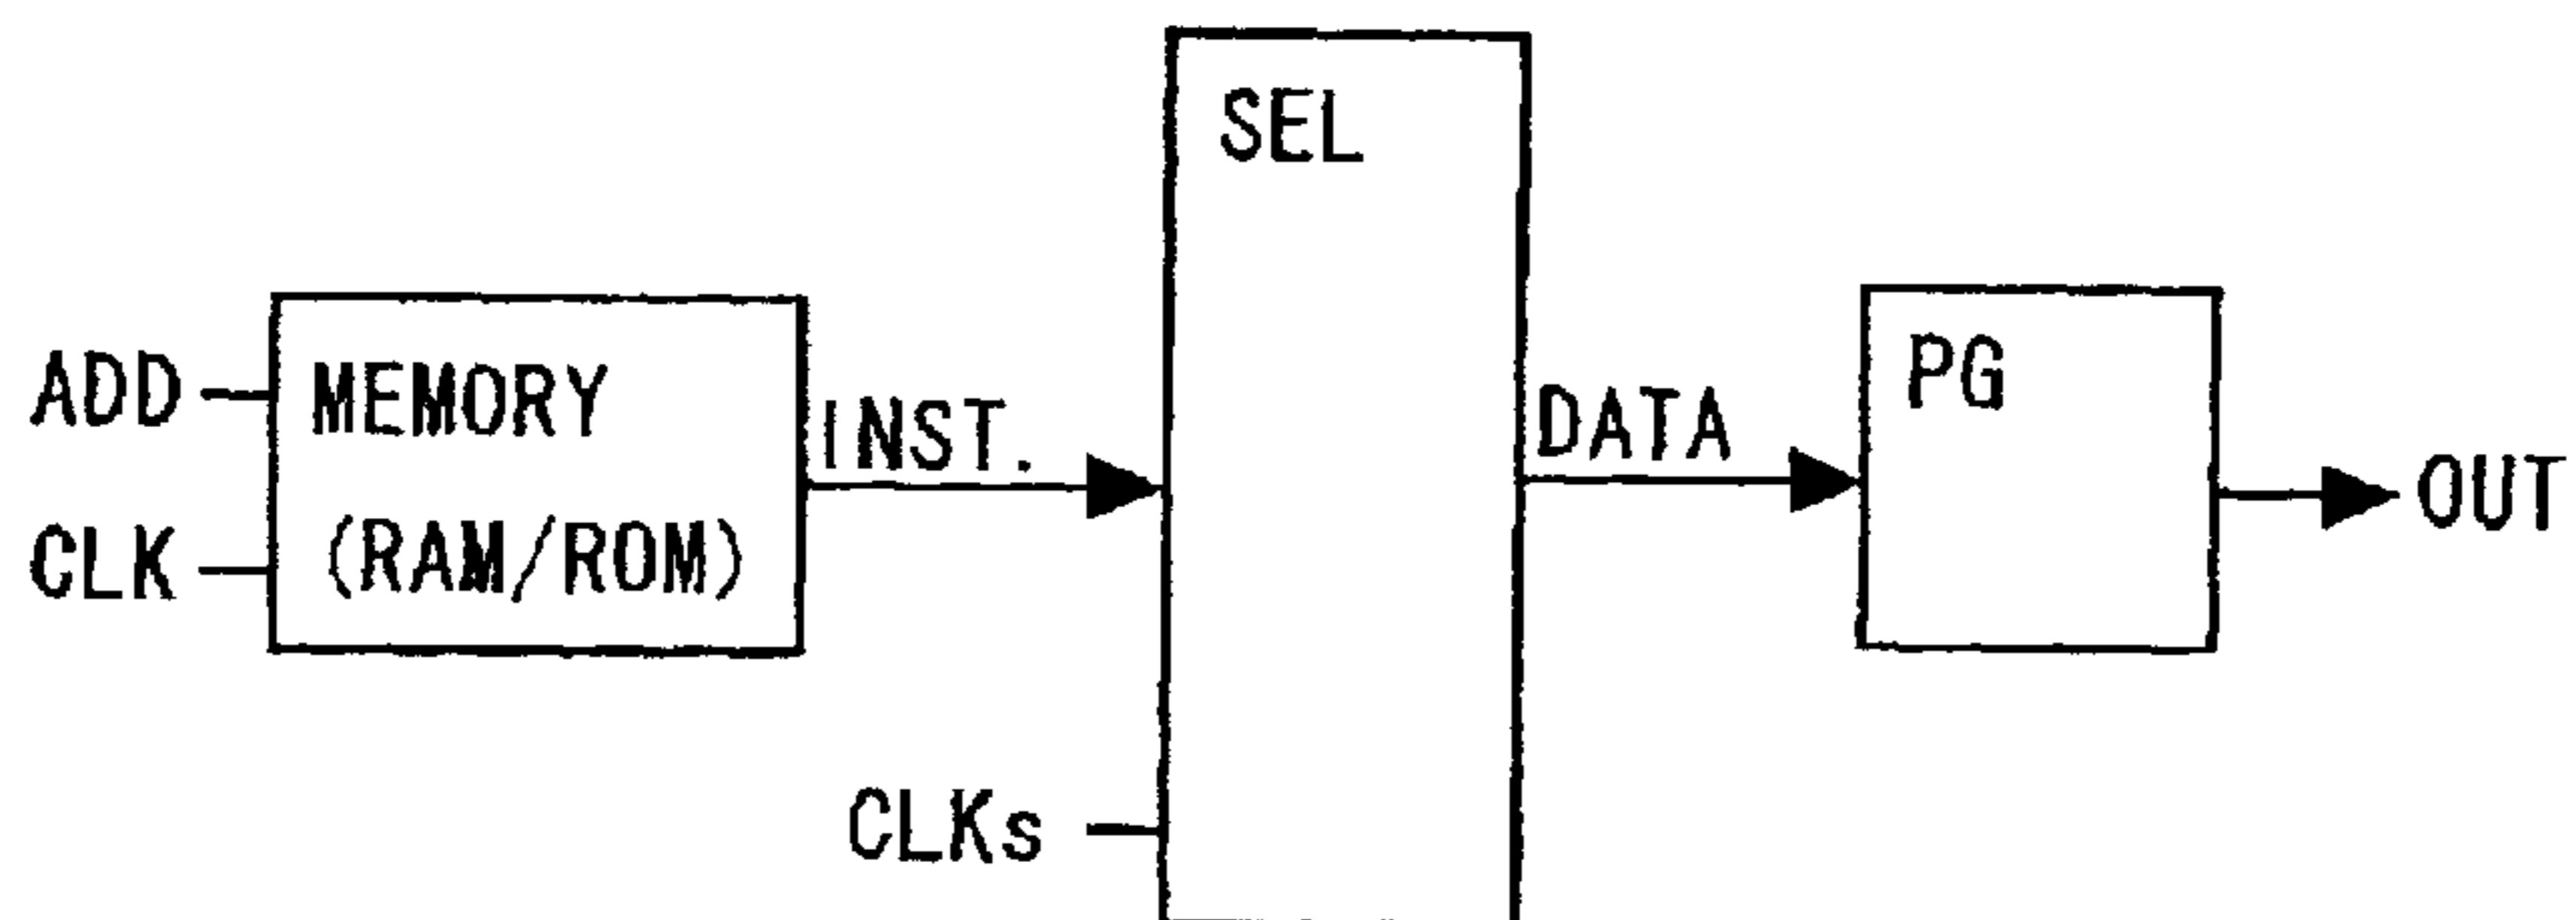 SEL
ADD
MEMORY
(RAM/ROM)
CLK
INST.
DATA
PG
OUT
CLKs